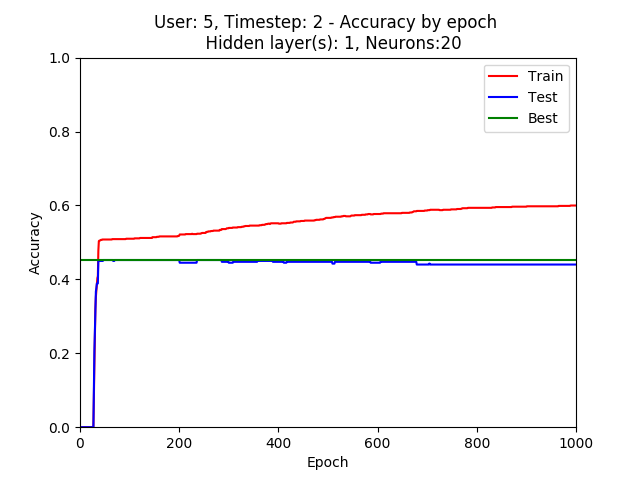 User: 5, Timestep: 2 - Accuracy by epoch
Hidden layer(s): 1, Neurons:20
1.0
0.8
0.6
0.4
0.2
0.0
Accuracy
Train
Test
Best
0 200 400 600 800 1000
Epoch